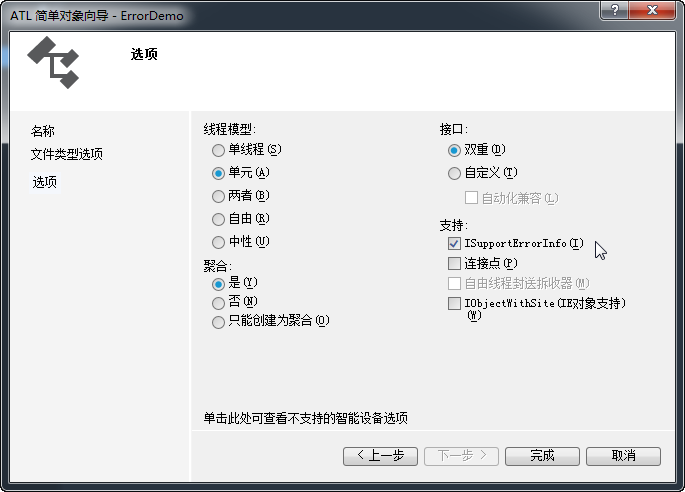 ATL 简单对象向导 - ErrorDemo
选项
名称
文件类型选项
选项
线程模型:
单线程(S)
单元(A)
两者(B)
自由(R)
中性(U)
聚合:
是(Y)
否(N)
只能创建为聚合(O)
接口:
双重(D)
自定义(T)
自动化兼容(L)
支持:
ISupportErrorInfo(I)
连接点(P)
自由线程封送拆收器(M)
IObjectWithSite(IE对象支持)
(W)
单击此处可查看不支持的智能设备选项
< 上一步
下一步 >
完成
取消